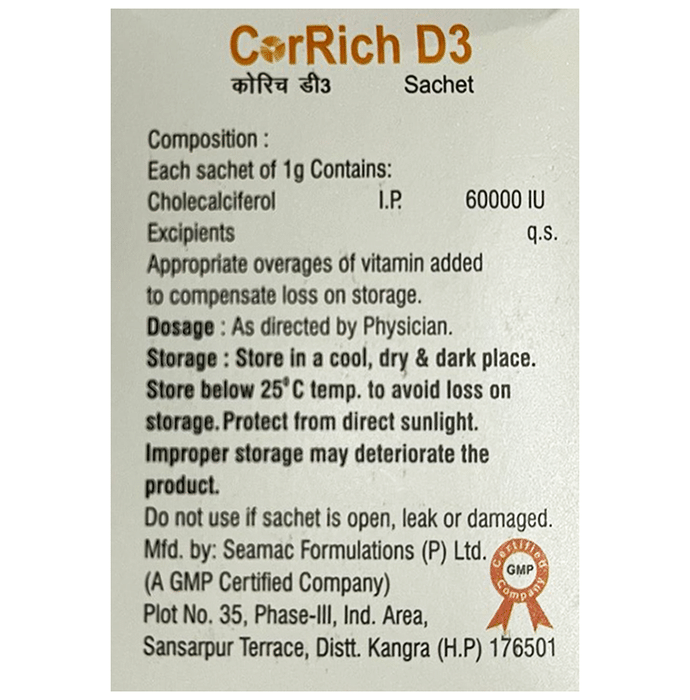 CorRich D3
कोरिच डी3 Sachet
Composition :
Each sachet of 1g Contains:
Cholecalciferol I.P. 60000 IU
Excipients q.s.
Appropriate overages of vitamin added
to compensate loss on storage.
Dosage : As directed by Physician.
Storage : Store in a cool, dry & dark place.
Store below 25°C temp. to avoid loss on
storage. Protect from direct sunlight.
Improper storage may deteriorate the
product.
Do not use if sachet is open, leak or damaged.
Mfd. by: Seamac Formulations (P) Ltd.
(A GMP Certified Company)
Plot No. 35, Phase-III, Ind. Area,
Sansarpur Terrace, Distt. Kangra (H.P) 176501
Certified
GMP
Company